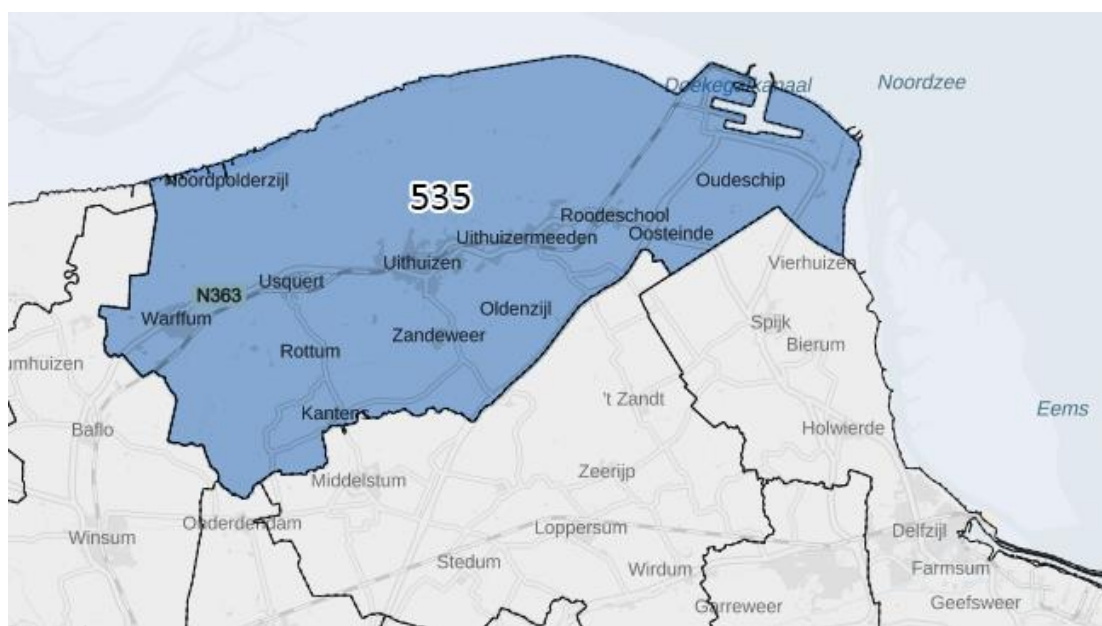 Noordzee
Noordpolderzijl
535
Oudeschip
Roodeschool
Oosteinde
Uithuizermeeden
Uithuizen
Vierhuizen
Usquert
N363
Warffum
Oldenzijl
Zandeweer
Spijk
Bierum
Rottum
umhuizen
't Zandt
Kantens
Eems
Baflo
Holwierde
Zeerijp
Middelstum
Onderdendam
Loppersum
Delfzijl
Winsum
Stedum
Wirdum
Farmsum
Garreweer
Geefsweer